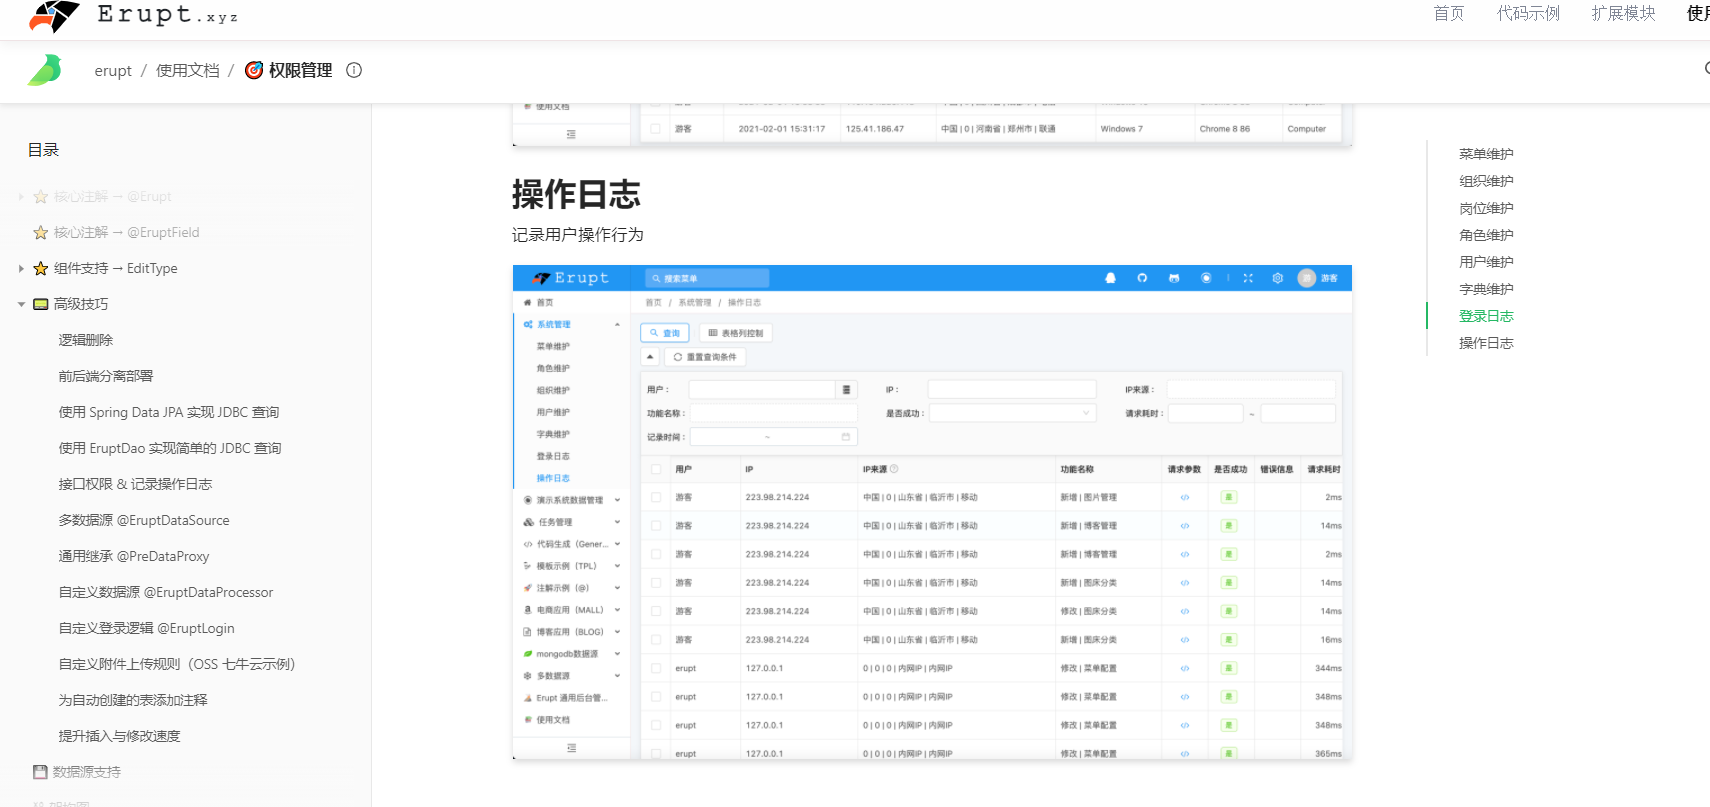 Erupt.xyz
首页
代码示例
扩展模块
使用
erupt / 使用文档 / 🎯 权限管理
目录
核心注解 → @Erupt
核心注解 → @EruptField
组件支持 → EditType
高级技巧
逻辑删除
前后端分离部署
使用 Spring Data JPA 实现 JDBC 查询
使用 EruptDao 实现简单的 JDBC 查询
接口权限 & 记录操作日志
多数据源 @EruptDataSource
通用继承 @PreDataProxy
自定义数据源 @EruptDataProcessor
自定义登录逻辑 @EruptLogin
自定义附件上传规则（OSS 七牛云示例）
为自动创建的表添加注释
提升插入与修改速度
数据源支持
使用文档
游客 2021-02-01 15:31:17 125.41.186.47 中国 | 0 | 河南省 | 郑州市 | 联通 Windows 7 Chrome 8 86 Computer
操作日志
记录用户操作行为
Erupt
搜索菜单
游 游客
首页
系统管理
菜单维护
角色维护
组织维护
用户维护
字典维护
登录日志
操作日志
演示系统数据管理
任务管理
代码生成（Gener...
模板示例（TPL）
注解示例（@）
电商应用（MALL）
博客应用（BLOG）
mongodb数据源
多数据源
Erupt 通用后台管...
使用文档
首页 / 系统管理 / 操作日志
查询 表格列控制
重置查询条件
用户： IP： IP来源：
功能名称： 是否成功： 请求耗时： ~
记录时间： ~
用户 IP IP来源 功能名称 请求参数 是否成功 错误信息 请求耗时
游客 223.98.214.224 中国 | 0 | 山东省 | 临沂市 | 移动 新增 | 图片管理 </> 是 2ms
游客 223.98.214.224 中国 | 0 | 山东省 | 临沂市 | 移动 新增 | 博客管理 </> 是 14ms
游客 223.98.214.224 中国 | 0 | 山东省 | 临沂市 | 移动 新增 | 博客管理 </> 是 2ms
游客 223.98.214.224 中国 | 0 | 山东省 | 临沂市 | 移动 新增 | 图床分类 </> 是 14ms
游客 223.98.214.224 中国 | 0 | 山东省 | 临沂市 | 移动 修改 | 图床分类 </> 是 14ms
游客 223.98.214.224 中国 | 0 | 山东省 | 临沂市 | 移动 新增 | 图床分类 </> 是 16ms
erupt 127.0.0.1 0 | 0 | 0 | 内网IP | 内网IP 修改 | 菜单配置 </> 是 344ms
erupt 127.0.0.1 0 | 0 | 0 | 内网IP | 内网IP 修改 | 菜单配置 </> 是 348ms
erupt 127.0.0.1 0 | 0 | 0 | 内网IP | 内网IP 修改 | 菜单配置 </> 是 348ms
erupt 127.0.0.1 0 | 0 | 0 | 内网IP | 内网IP 修改 | 菜单配置 </> 是 365ms
菜单维护
组织维护
岗位维护
角色维护
用户维护
字典维护
登录日志
操作日志